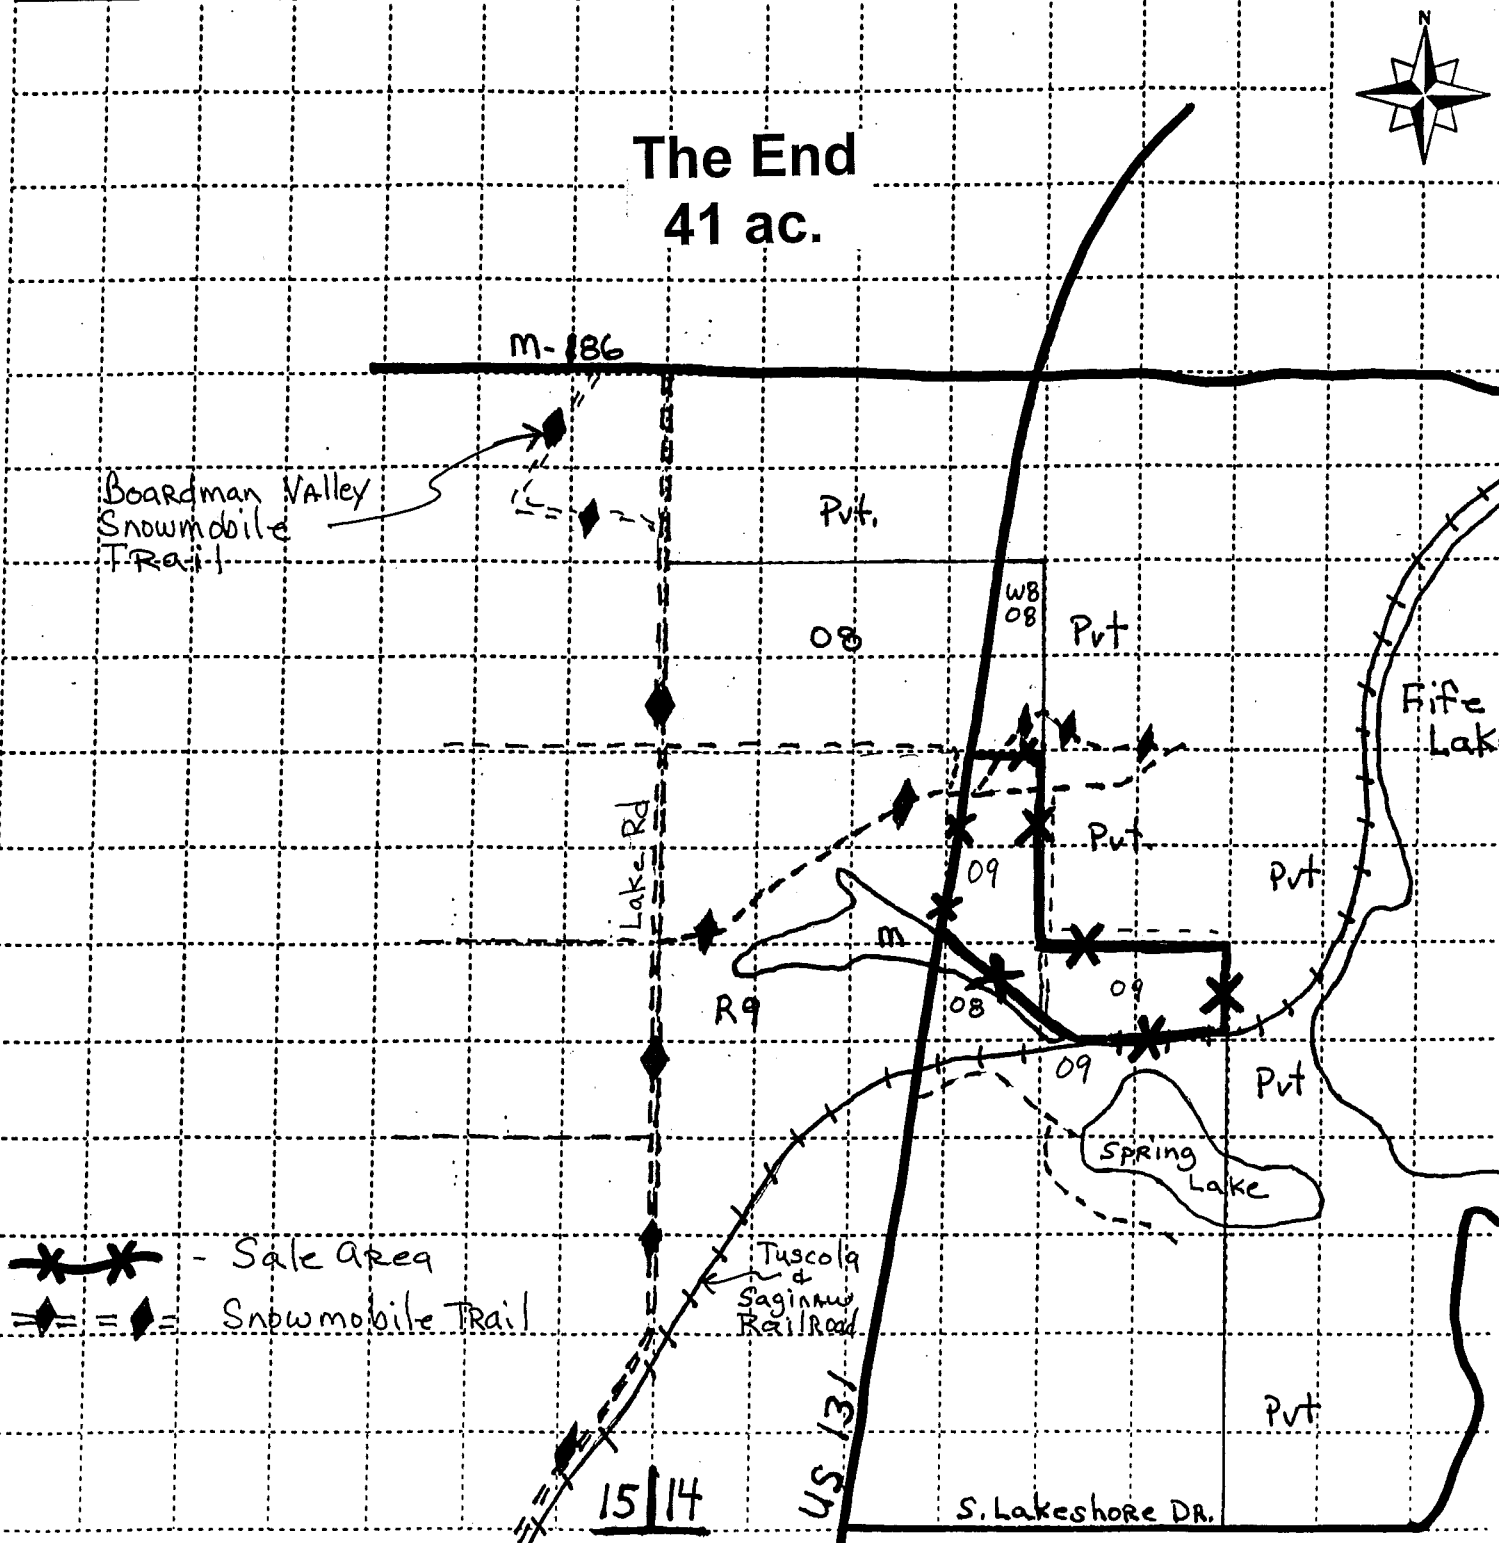 N
The End
41 ac.
M-186
Boardman Valley
Snowmobile
Trail
Pvt.
W8
08
08
Pvt
Fife
Lak
Lake Rd
Pvt.
09
Pvt
M
R9
08
09
09
Pvt
Spring
Lake
- Sale Area
Snowmobile Trail
Tuscola
&
Saginaw
RailRoad
US 131
Pvt
15 14
S. Lakeshore DR.